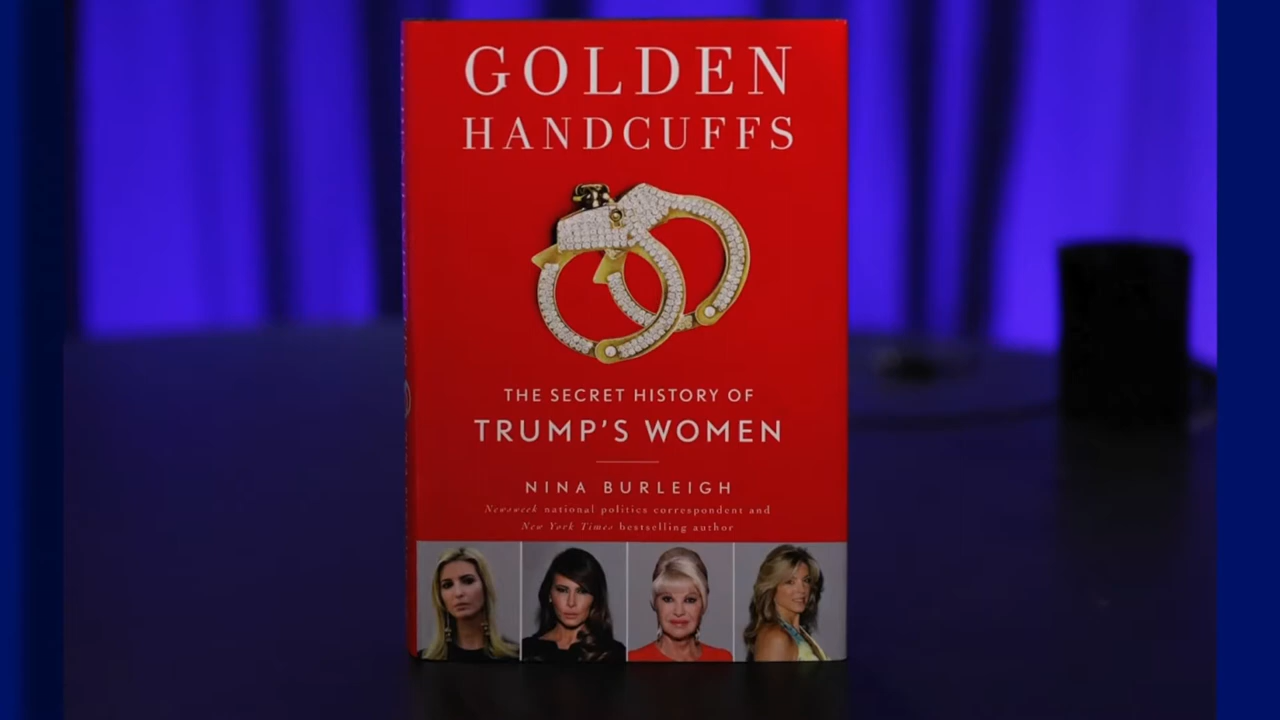 GOLDEN
HANDCUFFS
THE SECRET HISTORY OF
TRUMP'S WOMEN
NINA BURLEIGH
Newsweek national politics correspondent and
New York Times bestselling author